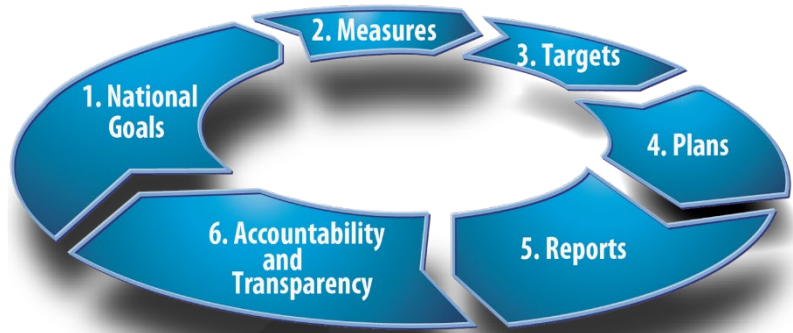 1. National
Goals
2. Measures
3. Targets
4. Plans
5. Reports
6. Accountability
and
Transparency